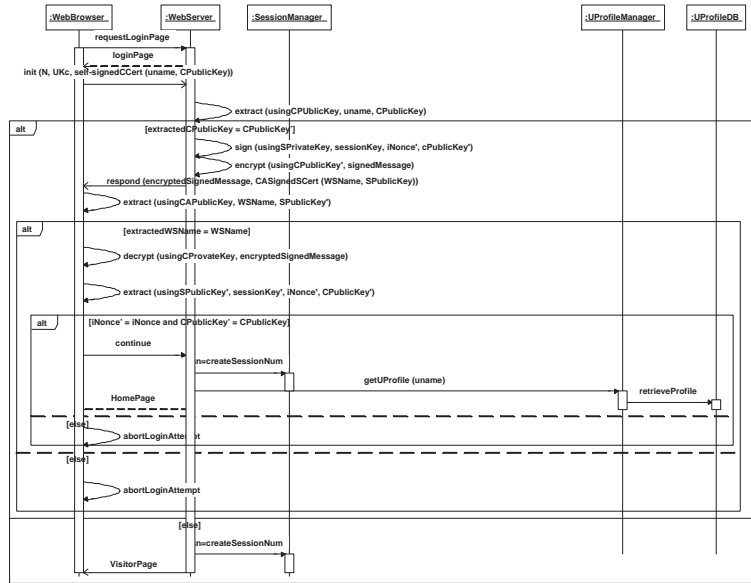 :WebBrowser :WebServer :SessionManager :UProfileManager :UProfileDB
requestLoginPage
loginPage
init (N, UKc, self-signedCCert (uname, CPublicKey))
extract (usingCPUblicKey, uname, CPublicKey)
alt
[extractedCPublicKey = CPublicKey']
sign (usingSPrivateKey, sessionKey, iNonce', cPublicKey')
encrypt (usingCPublicKey', signedMessage)
respond (encryptedSignedMessage, CASignedSCert (WSName, SPublicKey))
extract (usingCAPublicKey, WSName, SPublicKey')
alt
[extractedWSName = WSName]
decrypt (usingCProvateKey, encryptedSignedMessage)
extract (usingSPublicKey', sessionKey', iNonce', CPublicKey')
alt
[iNonce' = iNonce and CPublicKey' = CPublicKey]
continue
n=createSessionNum
getUProfile (uname)
retrieveProfile
HomePage
[else]
abortLoginAttempt
[else]
abortLoginAttempt
[else]
n=createSessionNum
VisitorPage